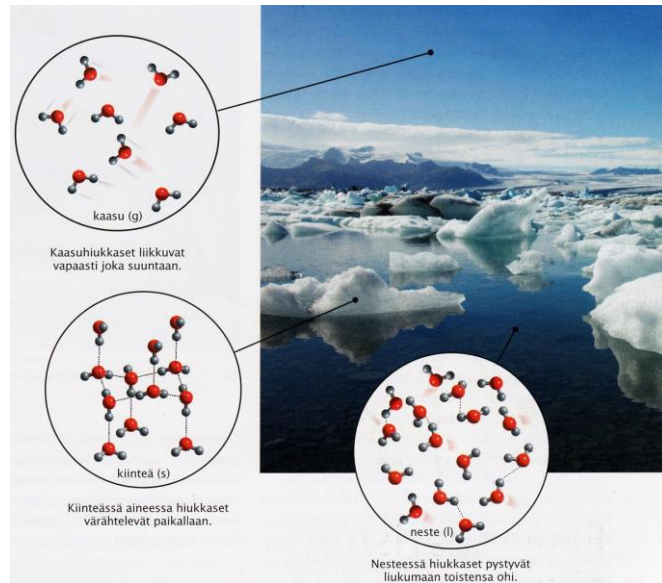 kaasu (g)
Kaasuhiukkaset liikkuvat
vapaasti joka suuntaan.
kiinteä (s)
Kiinteässä aineessa hiukkaset
värähtelevät paikallaan.
neste (l)
Nesteessä hiukkaset pystyvät
liukumaan toistensa ohi.